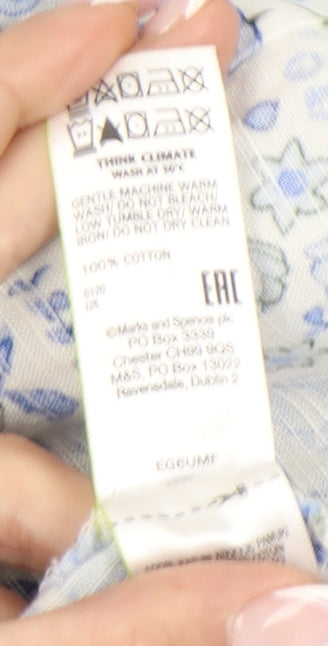 THINK CLIMATE
WASH AT 30°C
GENTLE MACHINE WARM
WASH/ DO NOT BLEACH/
LOW TUMBLE DRY/ WARM
IRON/ DO NOT DRY CLEAN
100% COTTON
EAC
©Marks and Spencer plc
PO Box 3339
Chester CH99 9QS
M&S, PO Box 13022
Ravensdale, Dublin 2
EG6UMF